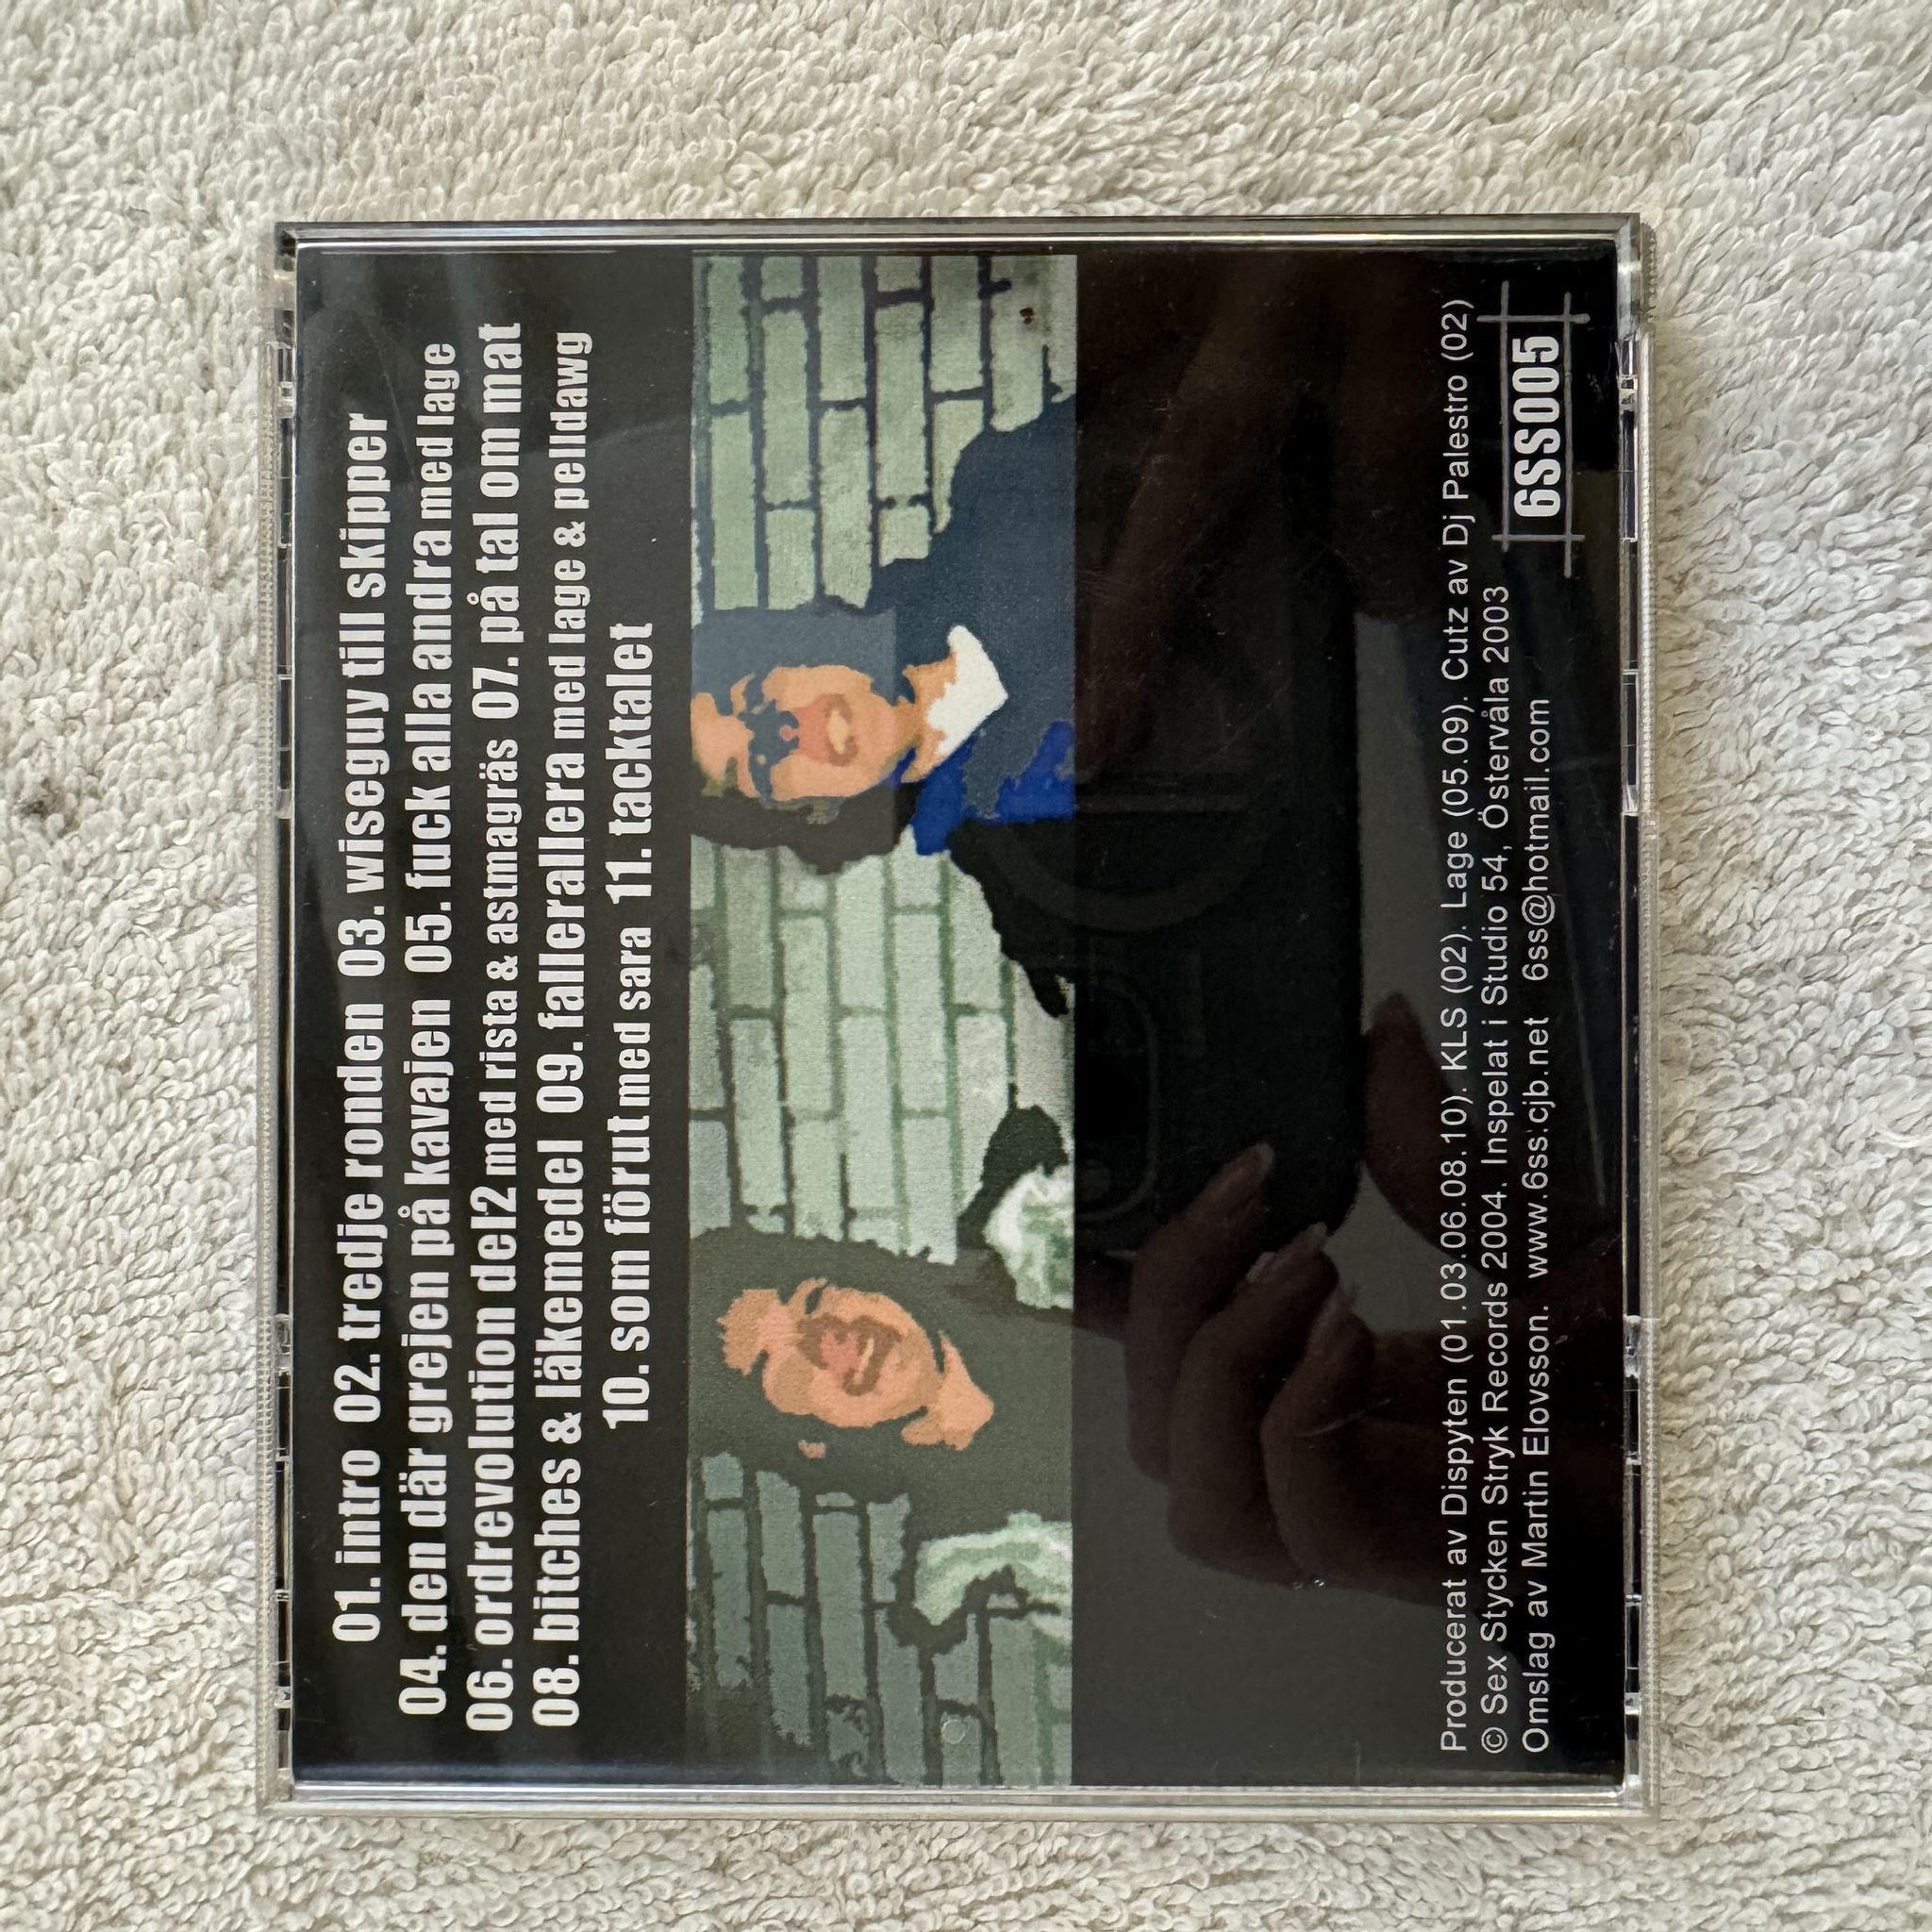 01. intro 02. tredje ronden 03. wiseguy till skipper
04. den där grejen på kavajen 05. fuck alla andra med lage
06. ordrevolution del2 med rista & astmagräs 07. på tal om mat
08. bitches & läkemedel 09. fallerallera med lage & pelldawg
10. som förut med sara 11. tacktalet
Producerat av Dispyten (01.03.06.08.10). KLS (02). Lage (05.09). Cutz av Dj Palestro (02)
© Sex Stycken Stryk Records 2004. Inspelat i Studio 54, Östervåla 2003
Omslag av Martin Elovsson. www.6ss.cjb.net 6ss@hotmail.com
6SS005